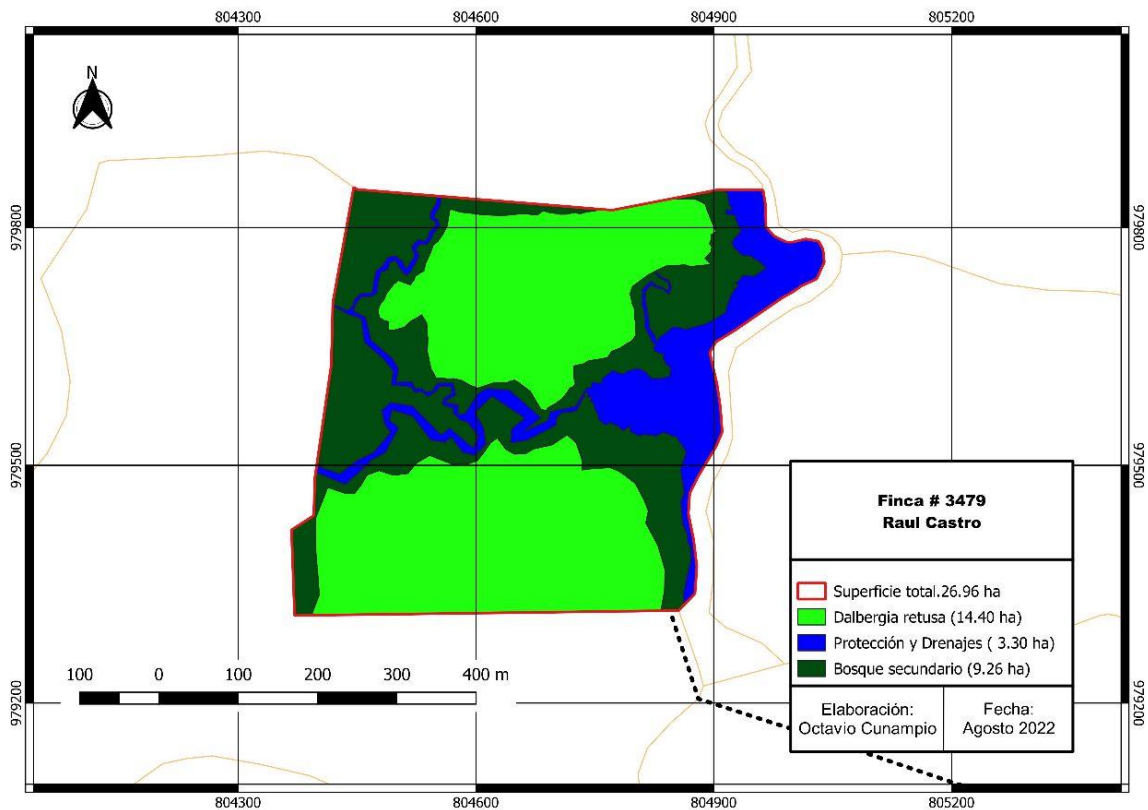 804300 804600 804900 805200
N
979800 979800
979500 979500
Finca # 3479
Raul Castro
Superficie total.26.96 ha
Dalbergia retusa (14.40 ha)
Protección y Drenajes ( 3.30 ha)
Bosque secundario (9.26 ha)
100 0 100 200 300 400 m
979200 979200
Elaboración:
Octavio Cunampio
Fecha:
Agosto 2022
804300 804600 804900 805200